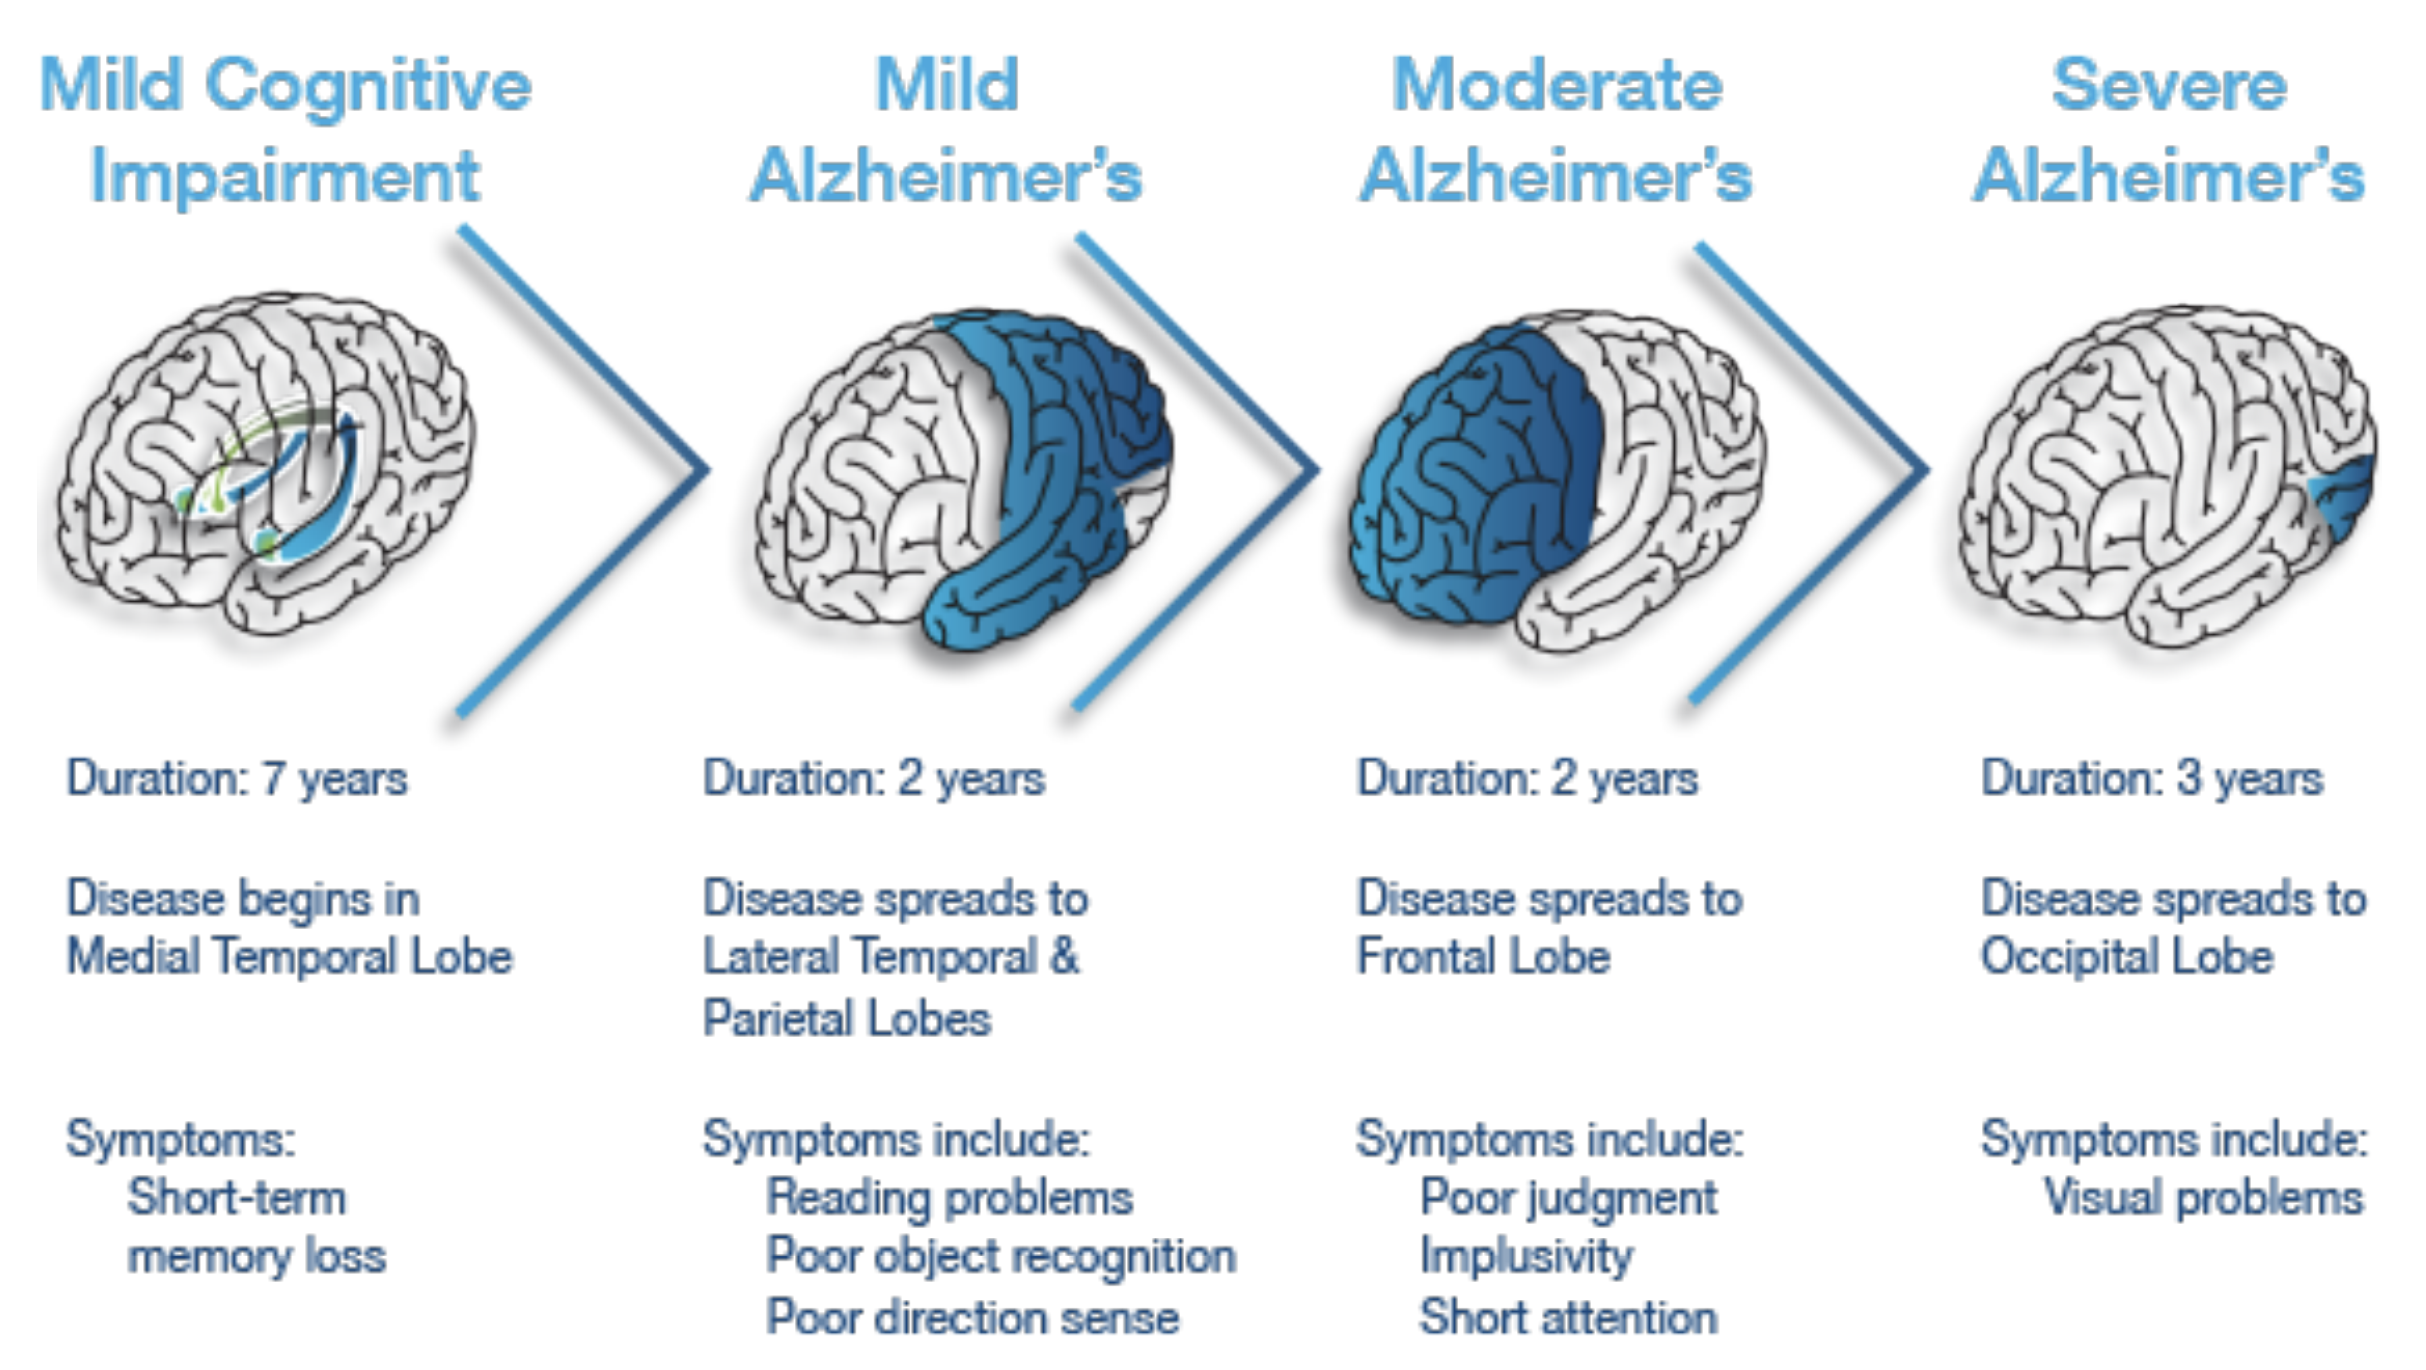 Mild Cognitive
Impairment
Mild
Alzheimer's
Moderate
Alzheimer's
Severe
Alzheimer's
Duration: 7 years
Disease begins in
Medial Temporal Lobe
Symptoms:
Short-term
memory loss
Duration: 2 years
Disease spreads to
Lateral Temporal &
Parietal Lobes
Symptoms include:
Reading problems
Poor object recognition
Poor direction sense
Duration: 2 years
Disease spreads to
Frontal Lobe
Symptoms include:
Poor judgment
Implusivity
Short attention
Duration: 3 years
Disease spreads to
Occipital Lobe
Symptoms include:
Visual problems